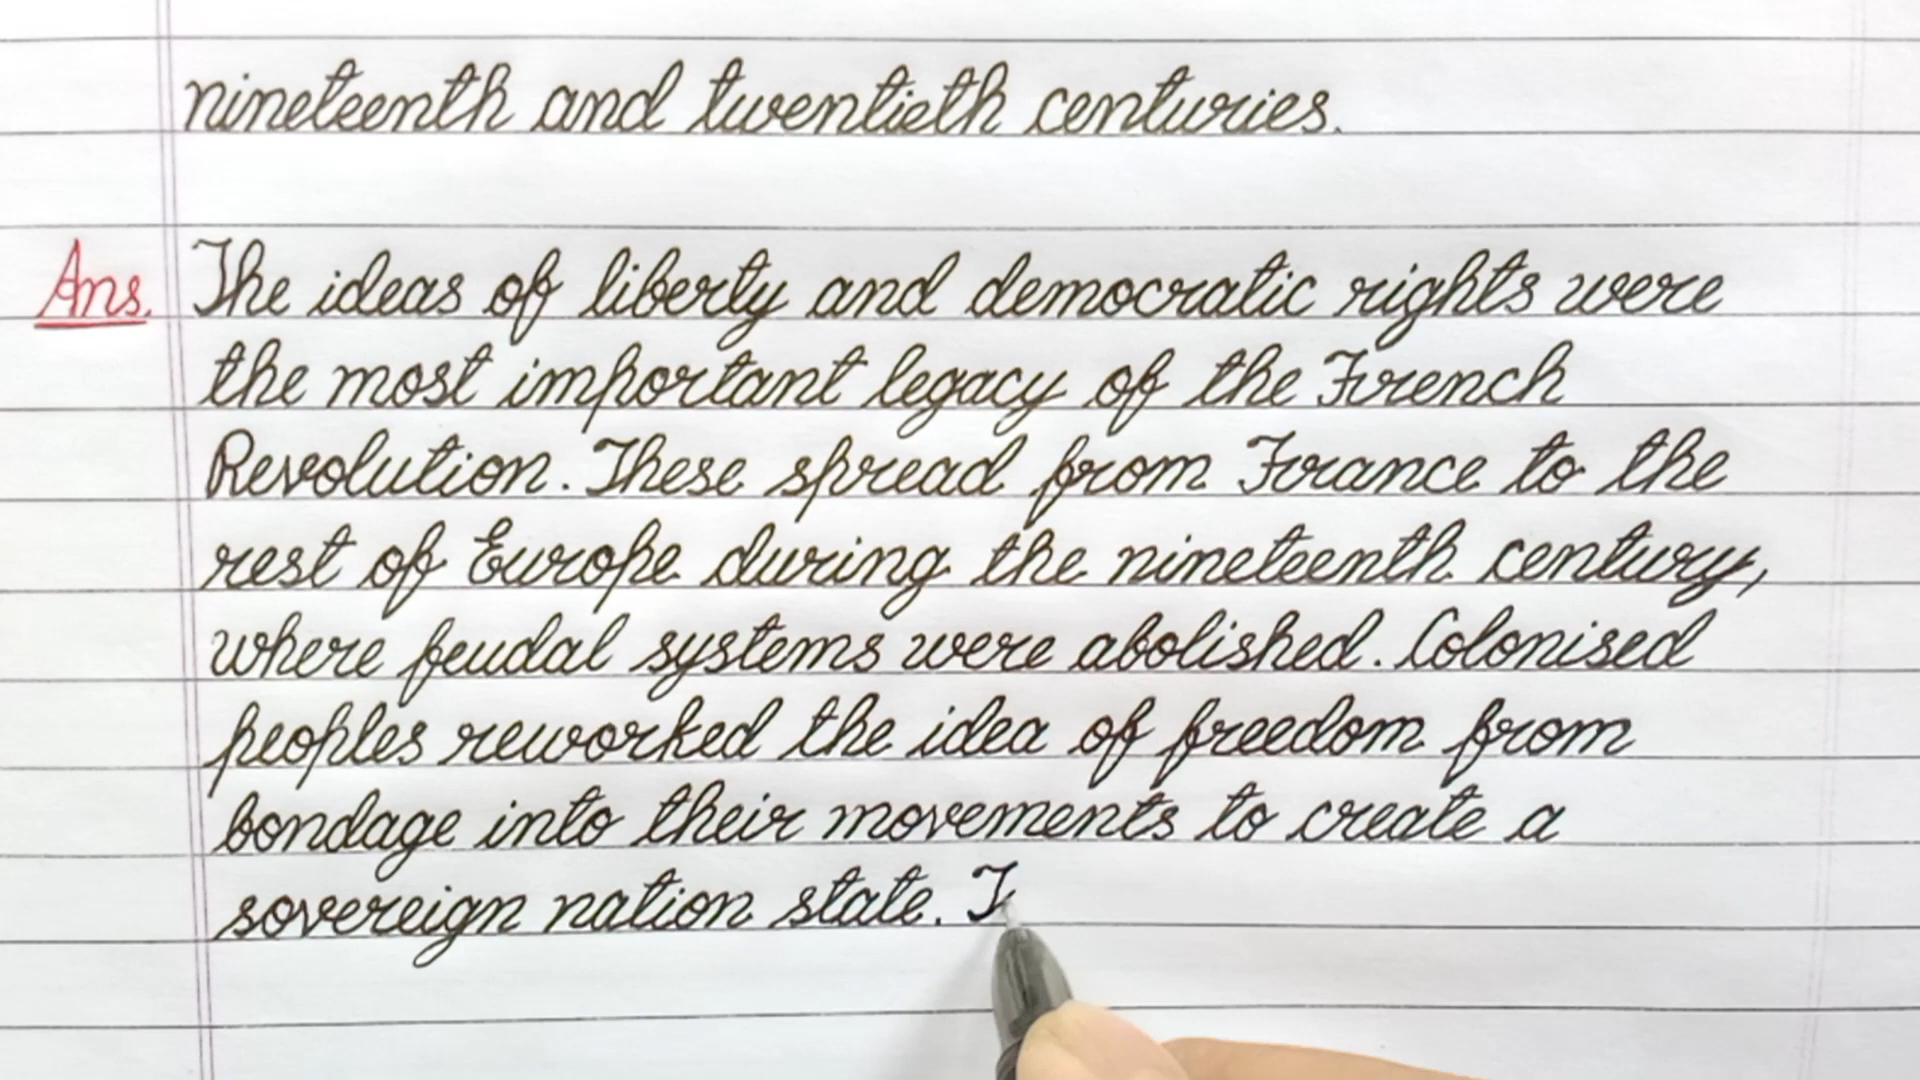 nineteenth and twentieth centuries.
Ans. The ideas of liberty and democratic rights were
the most important legacy of the French
Revolution. These spread from France to the
rest of Europe during the nineteenth century,
where feudal systems were abolished. Colonised
peoples reworked the idea of freedom from
bondage into their movements to create a
sovereign nation state. T